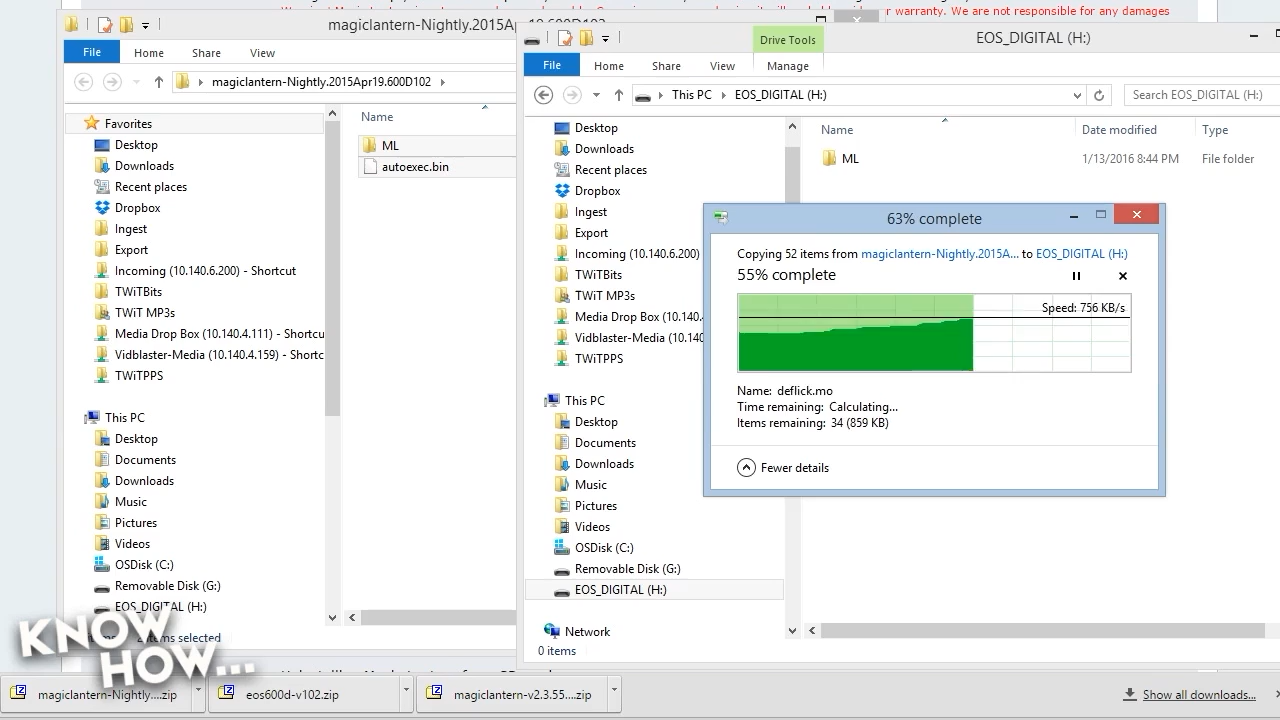 r warranty. We are not responsible for any damages
magiclantern-Nightly.2015Apr19.600D102
File
Home
Share
View
magiclantern-Nightly.2015Apr19.600D102
Favorites
Desktop
Downloads
Recent places
Dropbox
Ingest
Export
Incoming (10.140.6.200) - Shortcut
TWiTBits
TWiT MP3s
Media Drop Box (10.140.4.111) - Shortcu
Vidblaster-Media (10.140.4.159) - Shortc
TWiTPPS
This PC
Desktop
Documents
Downloads
Music
Pictures
Videos
OSDisk (C:)
Removable Disk (G:)
EOS_DIGITAL (H:)
Name
ML
autoexec.bin
items selected
Drive Tools
EOS_DIGITAL (H:)
File
Home
Share
View
Manage
This PC
EOS_DIGITAL (H:)
Search EOS_DIGITAL (H:)
Desktop
Downloads
Recent places
Dropbox
Ingest
Export
Incoming (10.140.6.200)
TWiTBits
TWiT MP3s
Media Drop Box (10.140.4.
Vidblaster-Media (10.140
TWiTPPS
This PC
Desktop
Documents
Downloads
Music
Pictures
Videos
OSDisk (C:)
Removable Disk (G:)
EOS_DIGITAL (H:)
Network
0 items
Name
Date modified
Type
ML
1/13/2016 8:44 PM
File folder
63% complete
Copying 52 items from magiclantern-Nightly.2015A... to EOS_DIGITAL (H:)
55% complete
Speed: 756 KB/s
Name: deflick.mo
Time remaining: Calculating...
Items remaining: 34 (859 KB)
Fewer details
KNOW
HOW...
magiclantern-Nightly....zip
eos600d-v102.zip
magiclantern-v2.3.55....zip
Show all downloads...